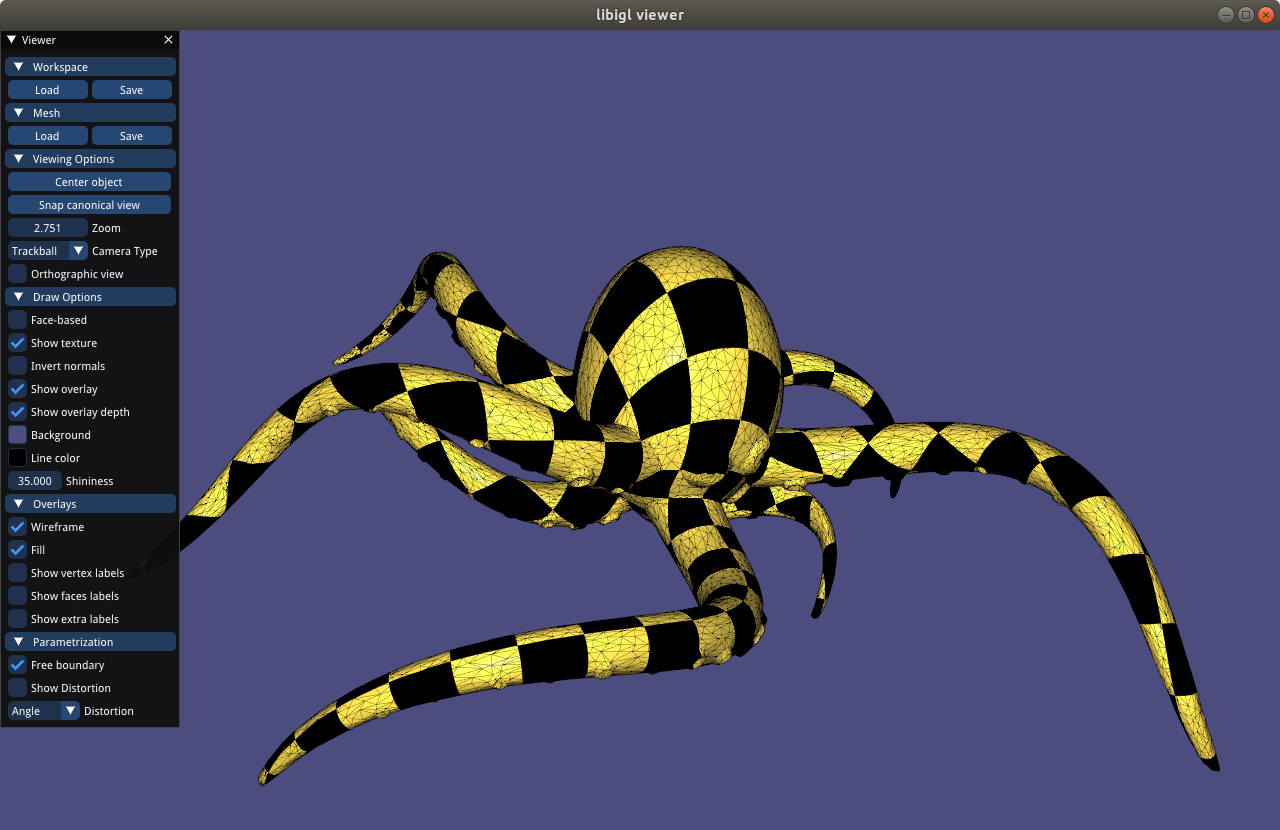 libigl viewer
Viewer
Workspace
Load Save
Mesh
Load Save
Viewing Options
Center object
Snap canonical view
2.751 Zoom
Trackball Camera Type
Orthographic view
Draw Options
Face-based
Show texture
Invert normals
Show overlay
Show overlay depth
Background
Line color
35.000 Shininess
Overlays
Wireframe
Fill
Show vertex labels
Show faces labels
Show extra labels
Parametrization
Free boundary
Show Distortion
Angle Distortion